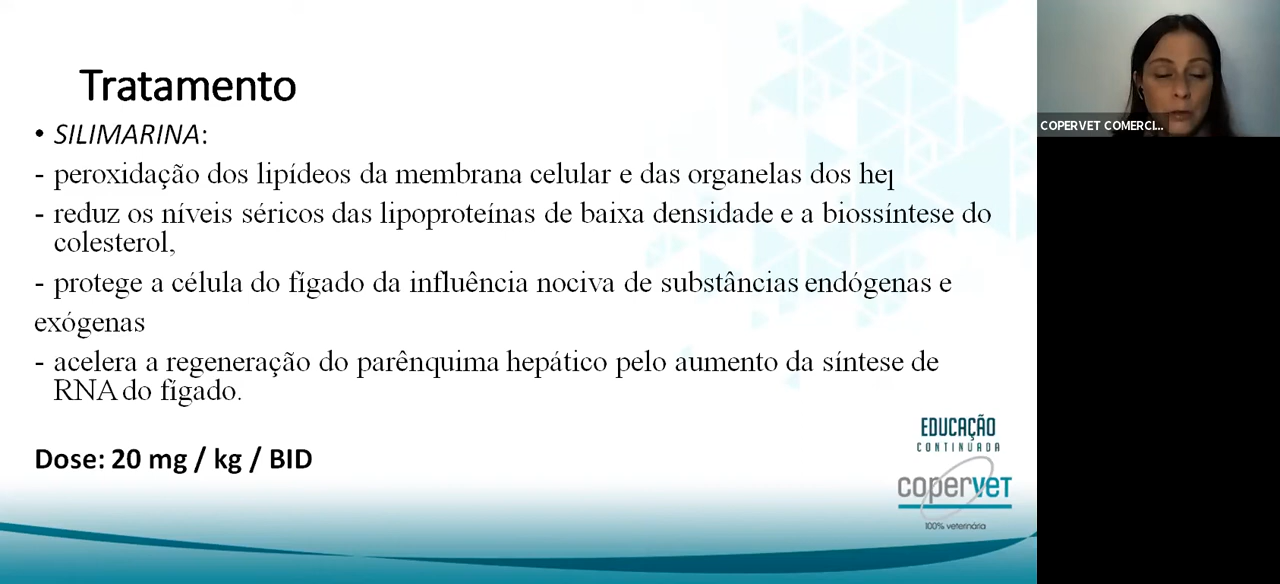 Tratamento
• SILIMARINA:
- peroxidação dos lipídeos da membrana celular e das organelas dos
- reduz os níveis séricos das lipoproteínas de baixa densidade e a biossíntese do
colesterol,
- protege a célula do fígado da influência nociva de substâncias endógenas e
exógenas
- acelera a regeneração do parênquima hepático pelo aumento da síntese de
RNA do fígado.
Dose: 20 mg / kg / BID
EDUCAÇÃO
CONTINUADA
copervet
100% veterinária
COPERVET COMERCI...